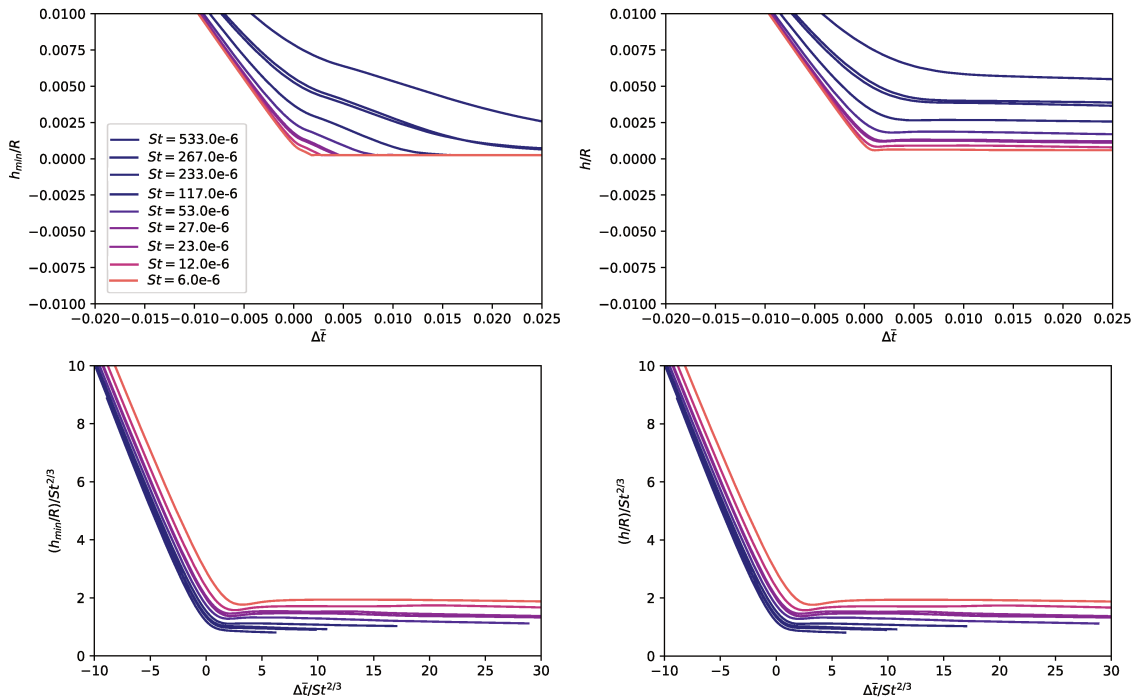 0.0100
0.0075
0.0050
0.0025
0.0000
−0.0025
−0.0050
−0.0075
−0.0100
h_min/R
St = 533.0e-6
St = 267.0e-6
St = 233.0e-6
St = 117.0e-6
St = 53.0e-6
St = 27.0e-6
St = 23.0e-6
St = 12.0e-6
St = 6.0e-6
−0.020 −0.015 −0.010 −0.005 0.000 0.005 0.010 0.015 0.020 0.025
Δt̄
0.0100
0.0075
0.0050
0.0025
0.0000
−0.0025
−0.0050
−0.0075
−0.0100
h/R
−0.020 −0.015 −0.010 −0.005 0.000 0.005 0.010 0.015 0.020 0.025
Δt̄
10
8
6
4
2
0
(h_min/R)/St^{2/3}
−10 −5 0 5 10 15 20 25 30
Δt̄/St^{2/3}
10
8
6
4
2
0
(h/R)/St^{2/3}
−10 −5 0 5 10 15 20 25 30
Δt̄/St^{2/3}